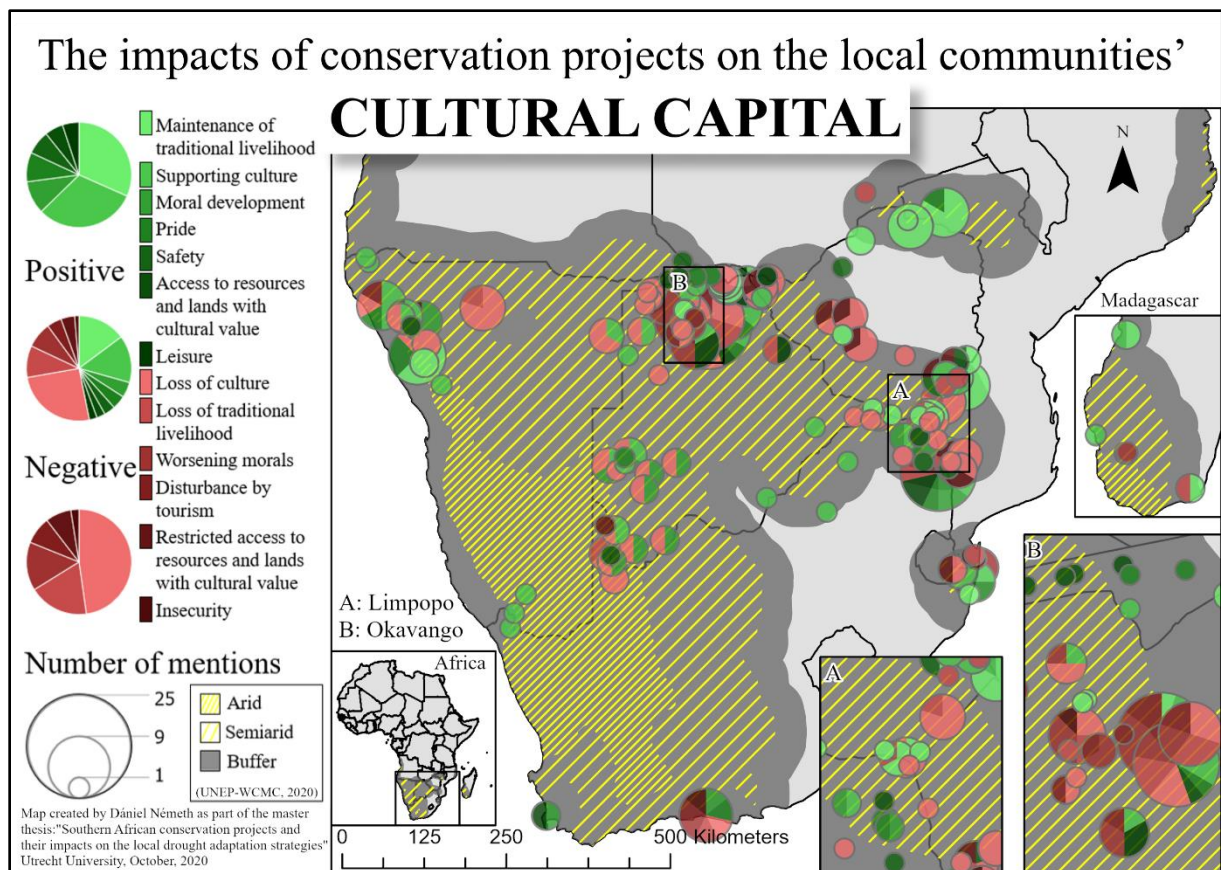 The impacts of conservation projects on the local communities'
CULTURAL CAPITAL
Maintenance of
traditional livelihood
Supporting culture
Moral development
Pride
Safety
Access to resources
and lands with
cultural value
Leisure
Loss of culture
Loss of traditional
livelihood
Worsening morals
Disturbance by
tourism
Restricted access to
resources and lands
with cultural value
Insecurity
Positive
Negative
Number of mentions
25
9
1
Arid
Semiarid
Buffer
(UNEP-WCMC, 2020)
Map created by Dániel Németh as part of the master
thesis:"Southern African conservation projects and
their impacts on the local drought adaptation strategies"
Utrecht University, October, 2020
N
B
A
Madagascar
A: Limpopo
B: Okavango
Africa
0 125 250 500 Kilometers
A
B